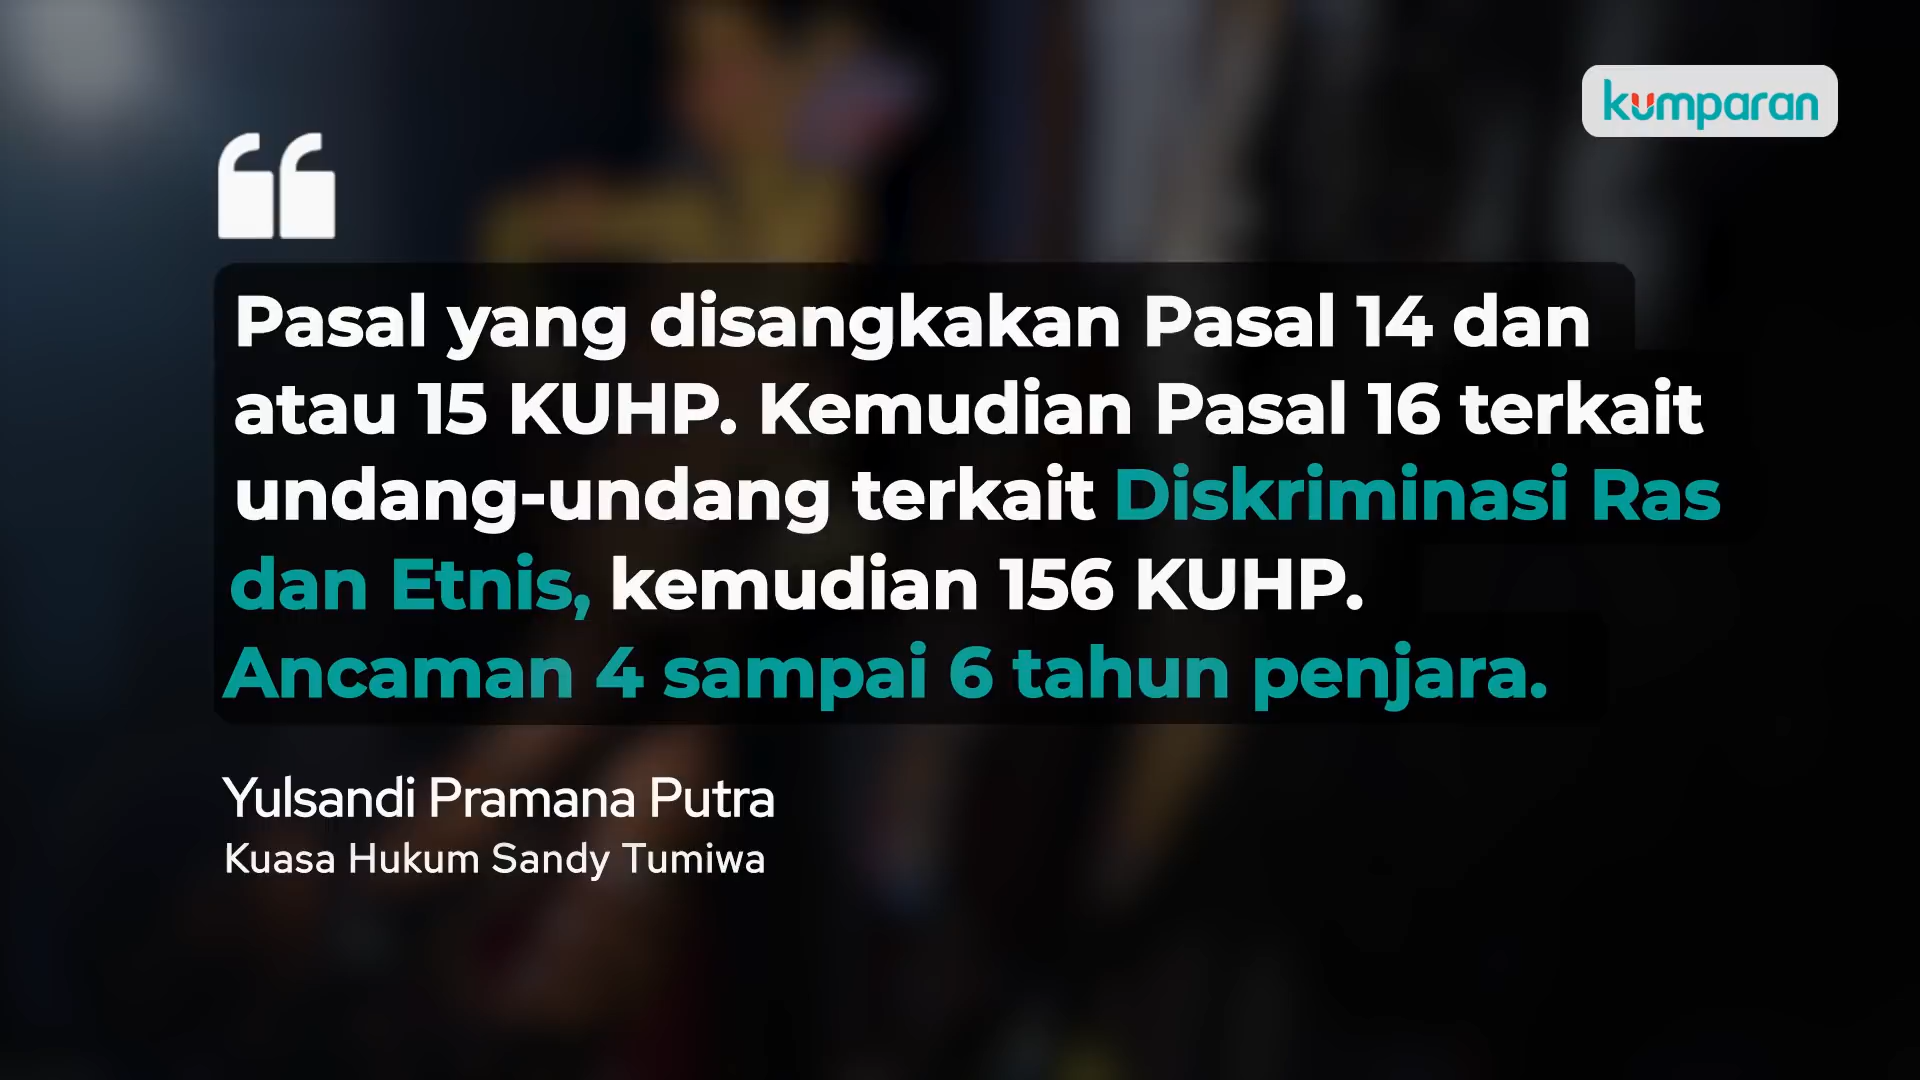 kumparan
“
Pasal yang disangkakan Pasal 14 dan
atau 15 KUHP. Kemudian Pasal 16 terkait
undang-undang terkait Diskriminasi Ras
dan Etnis, kemudian 156 KUHP.
Ancaman 4 sampai 6 tahun penjara.
Yulsandi Pramana Putra
Kuasa Hukum Sandy Tumiwa